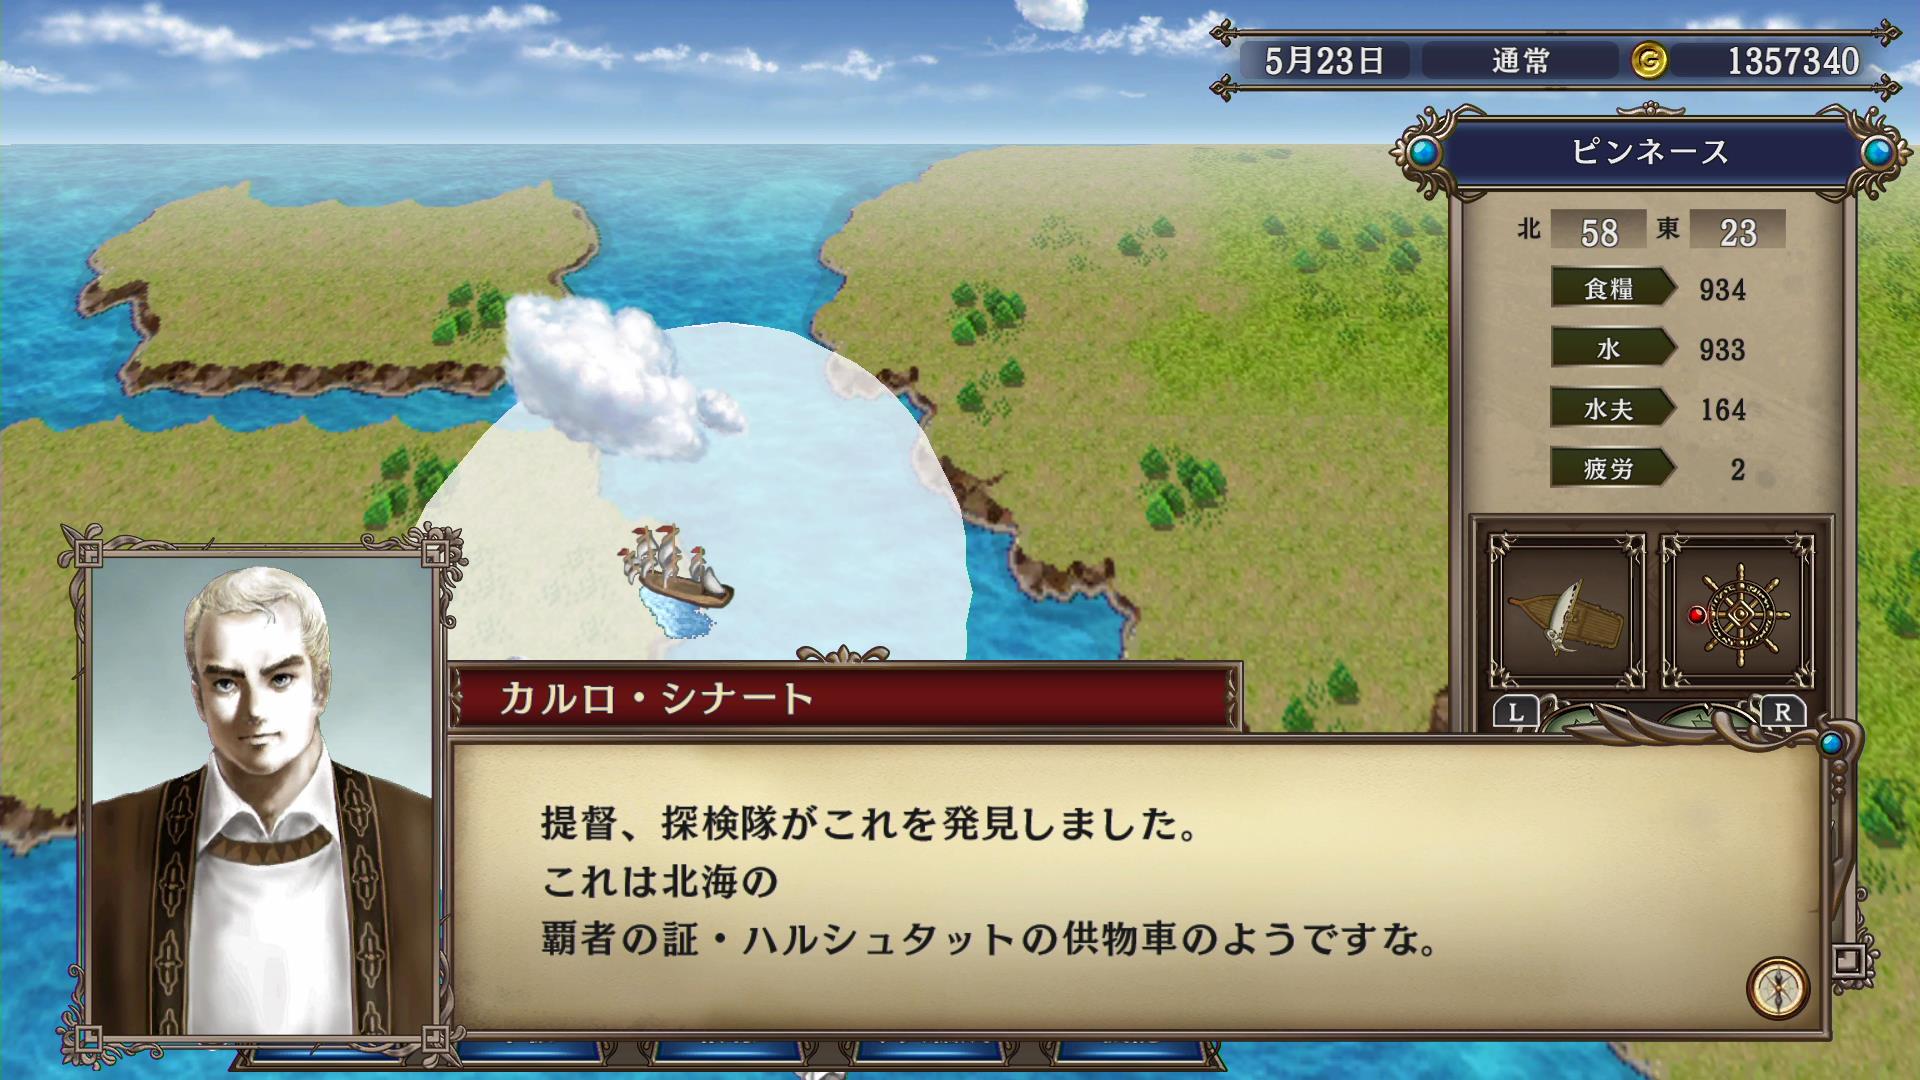 5月23日 通常 1357340
ピンネース
北 58 東 23
食糧 934
水 933
水夫 164
疲労 2
L R
カルロ・シナート
提督、探検隊がこれを発見しました。
これは北海の
覇者の証・ハルシュタットの供物車のようですな。